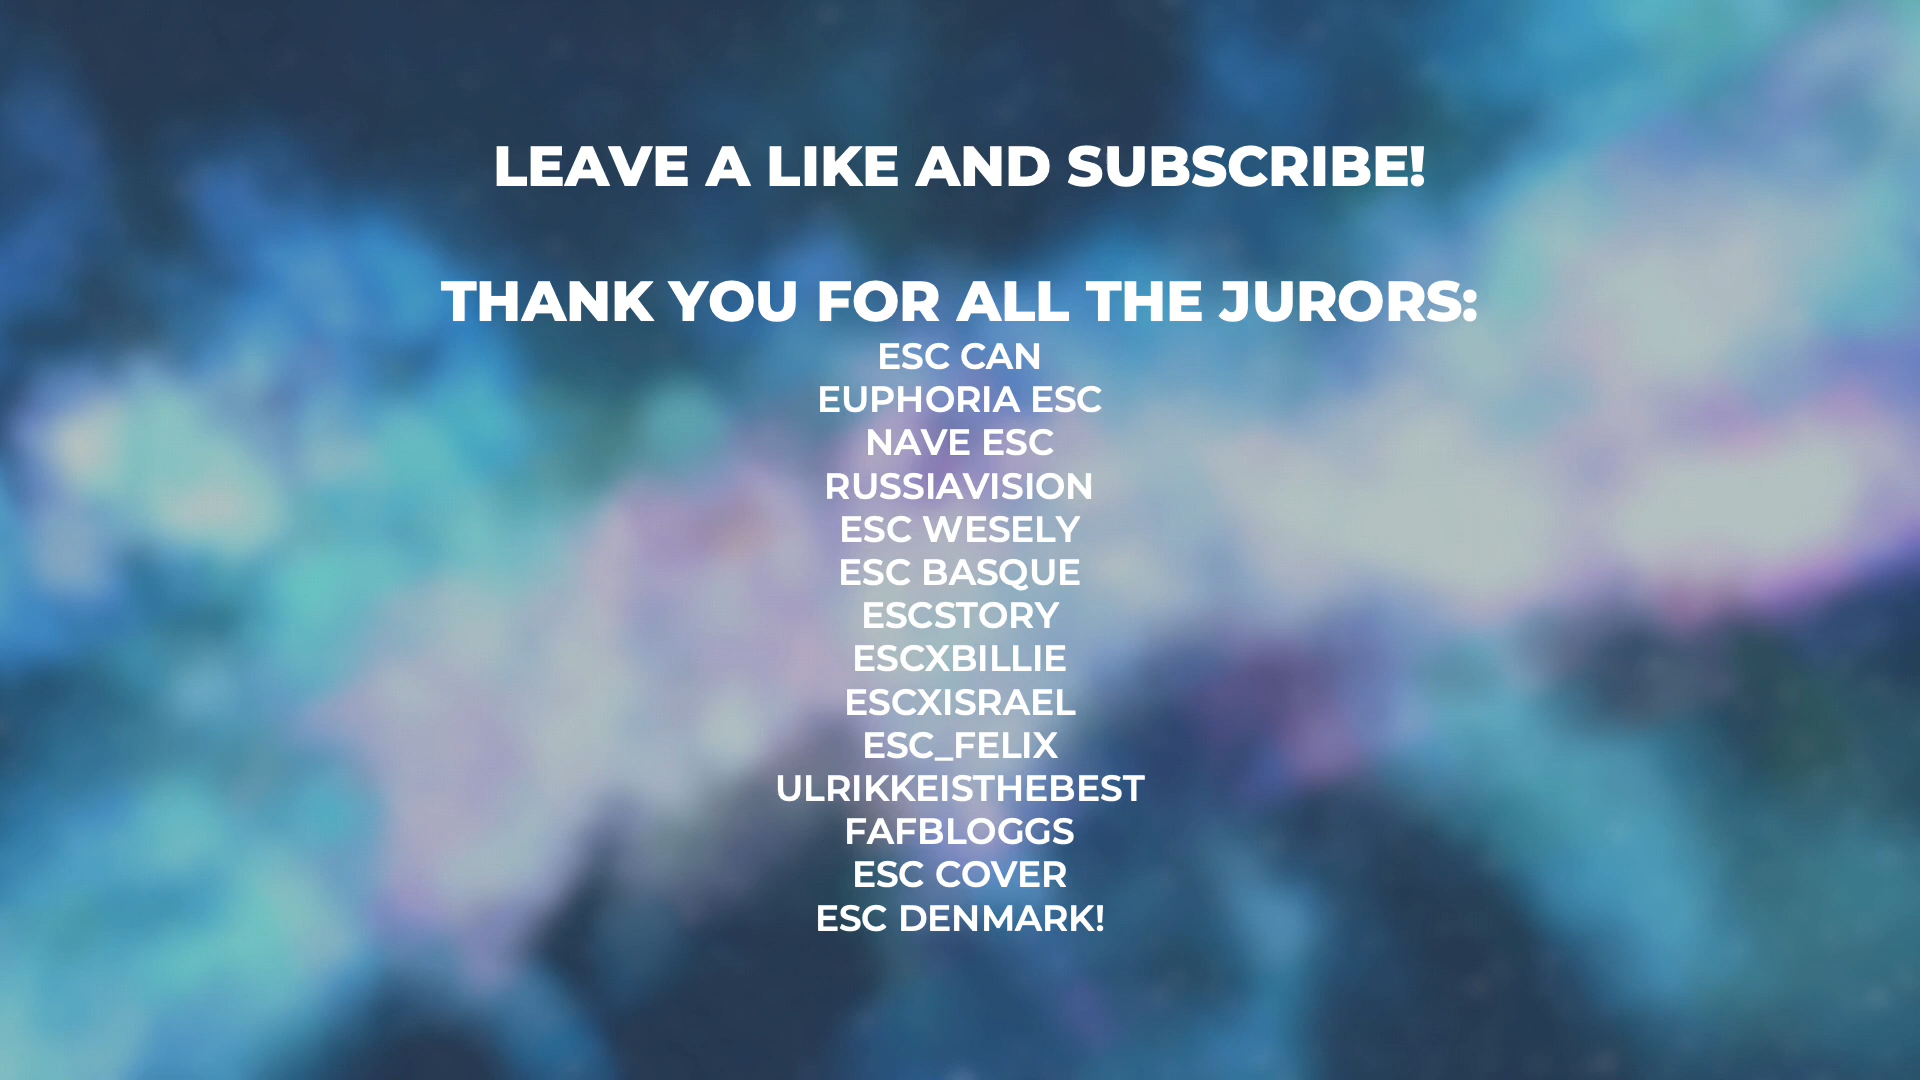 LEAVE A LIKE AND SUBSCRIBE!
THANK YOU FOR ALL THE JURORS:
ESC CAN
EUPHORIA ESC
NAVE ESC
RUSSIAVISION
ESC WESELY
ESC BASQUE
ESCSTORY
ESCXBILLIE
ESCXISRAEL
ESC_FELIX
ULRIKKEISTHEBEST
FAFBLOGGS
ESC COVER
ESC DENMARK!